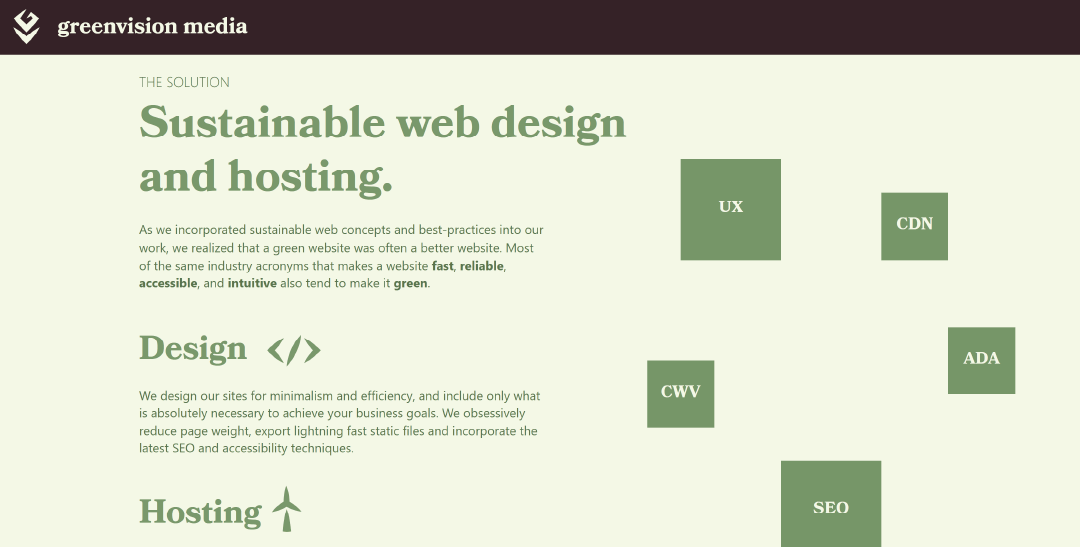 greenvision media
THE SOLUTION
Sustainable web design
and hosting.
As we incorporated sustainable web concepts and best-practices into our
work, we realized that a green website was often a better website. Most
of the same industry acronyms that makes a website fast, reliable,
accessible, and intuitive also tend to make it green.
Design
We design our sites for minimalism and efficiency, and include only what
is absolutely necessary to achieve your business goals. We obsessively
reduce page weight, export lightning fast static files and incorporate the
latest SEO and accessibility techniques.
Hosting
UX
CDN
ADA
CWV
SEO